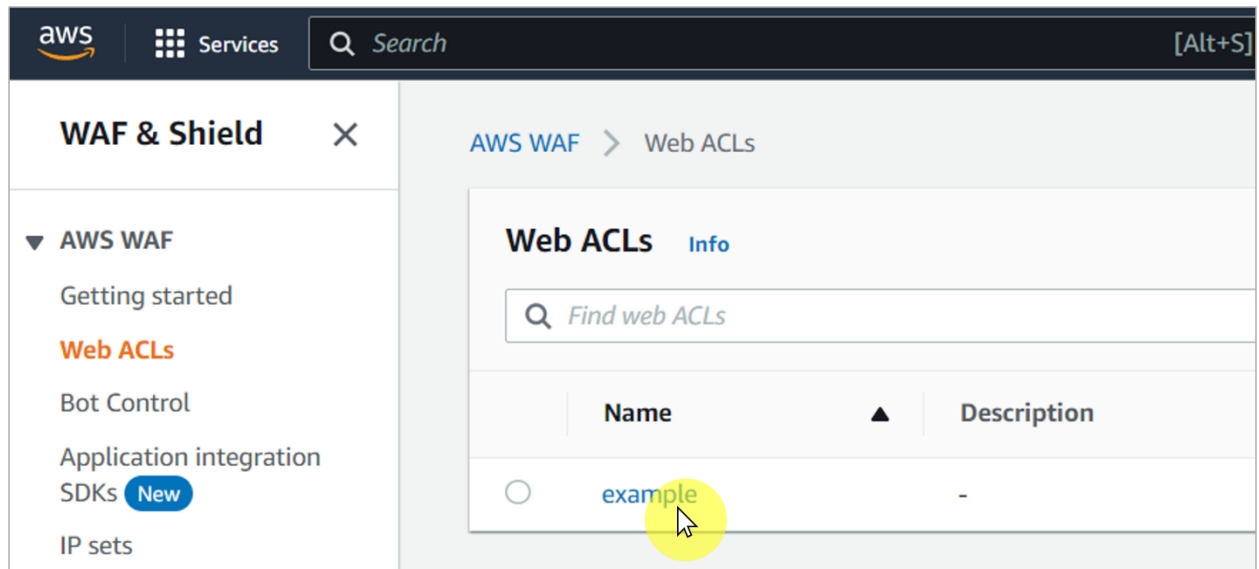 aws Services Search [Alt+S]
WAF & Shield
AWS WAF
Getting started
Web ACLs
Bot Control
Application integration
SDKs New
IP sets
AWS WAF > Web ACLs
Web ACLs Info
Find web ACLs
Name Description
example -